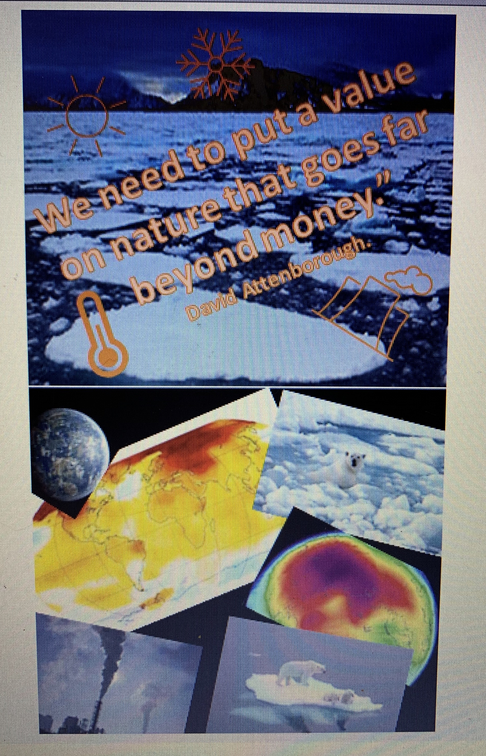 We need to put a value
on nature that goes far
beyond money.”
David Attenborough.